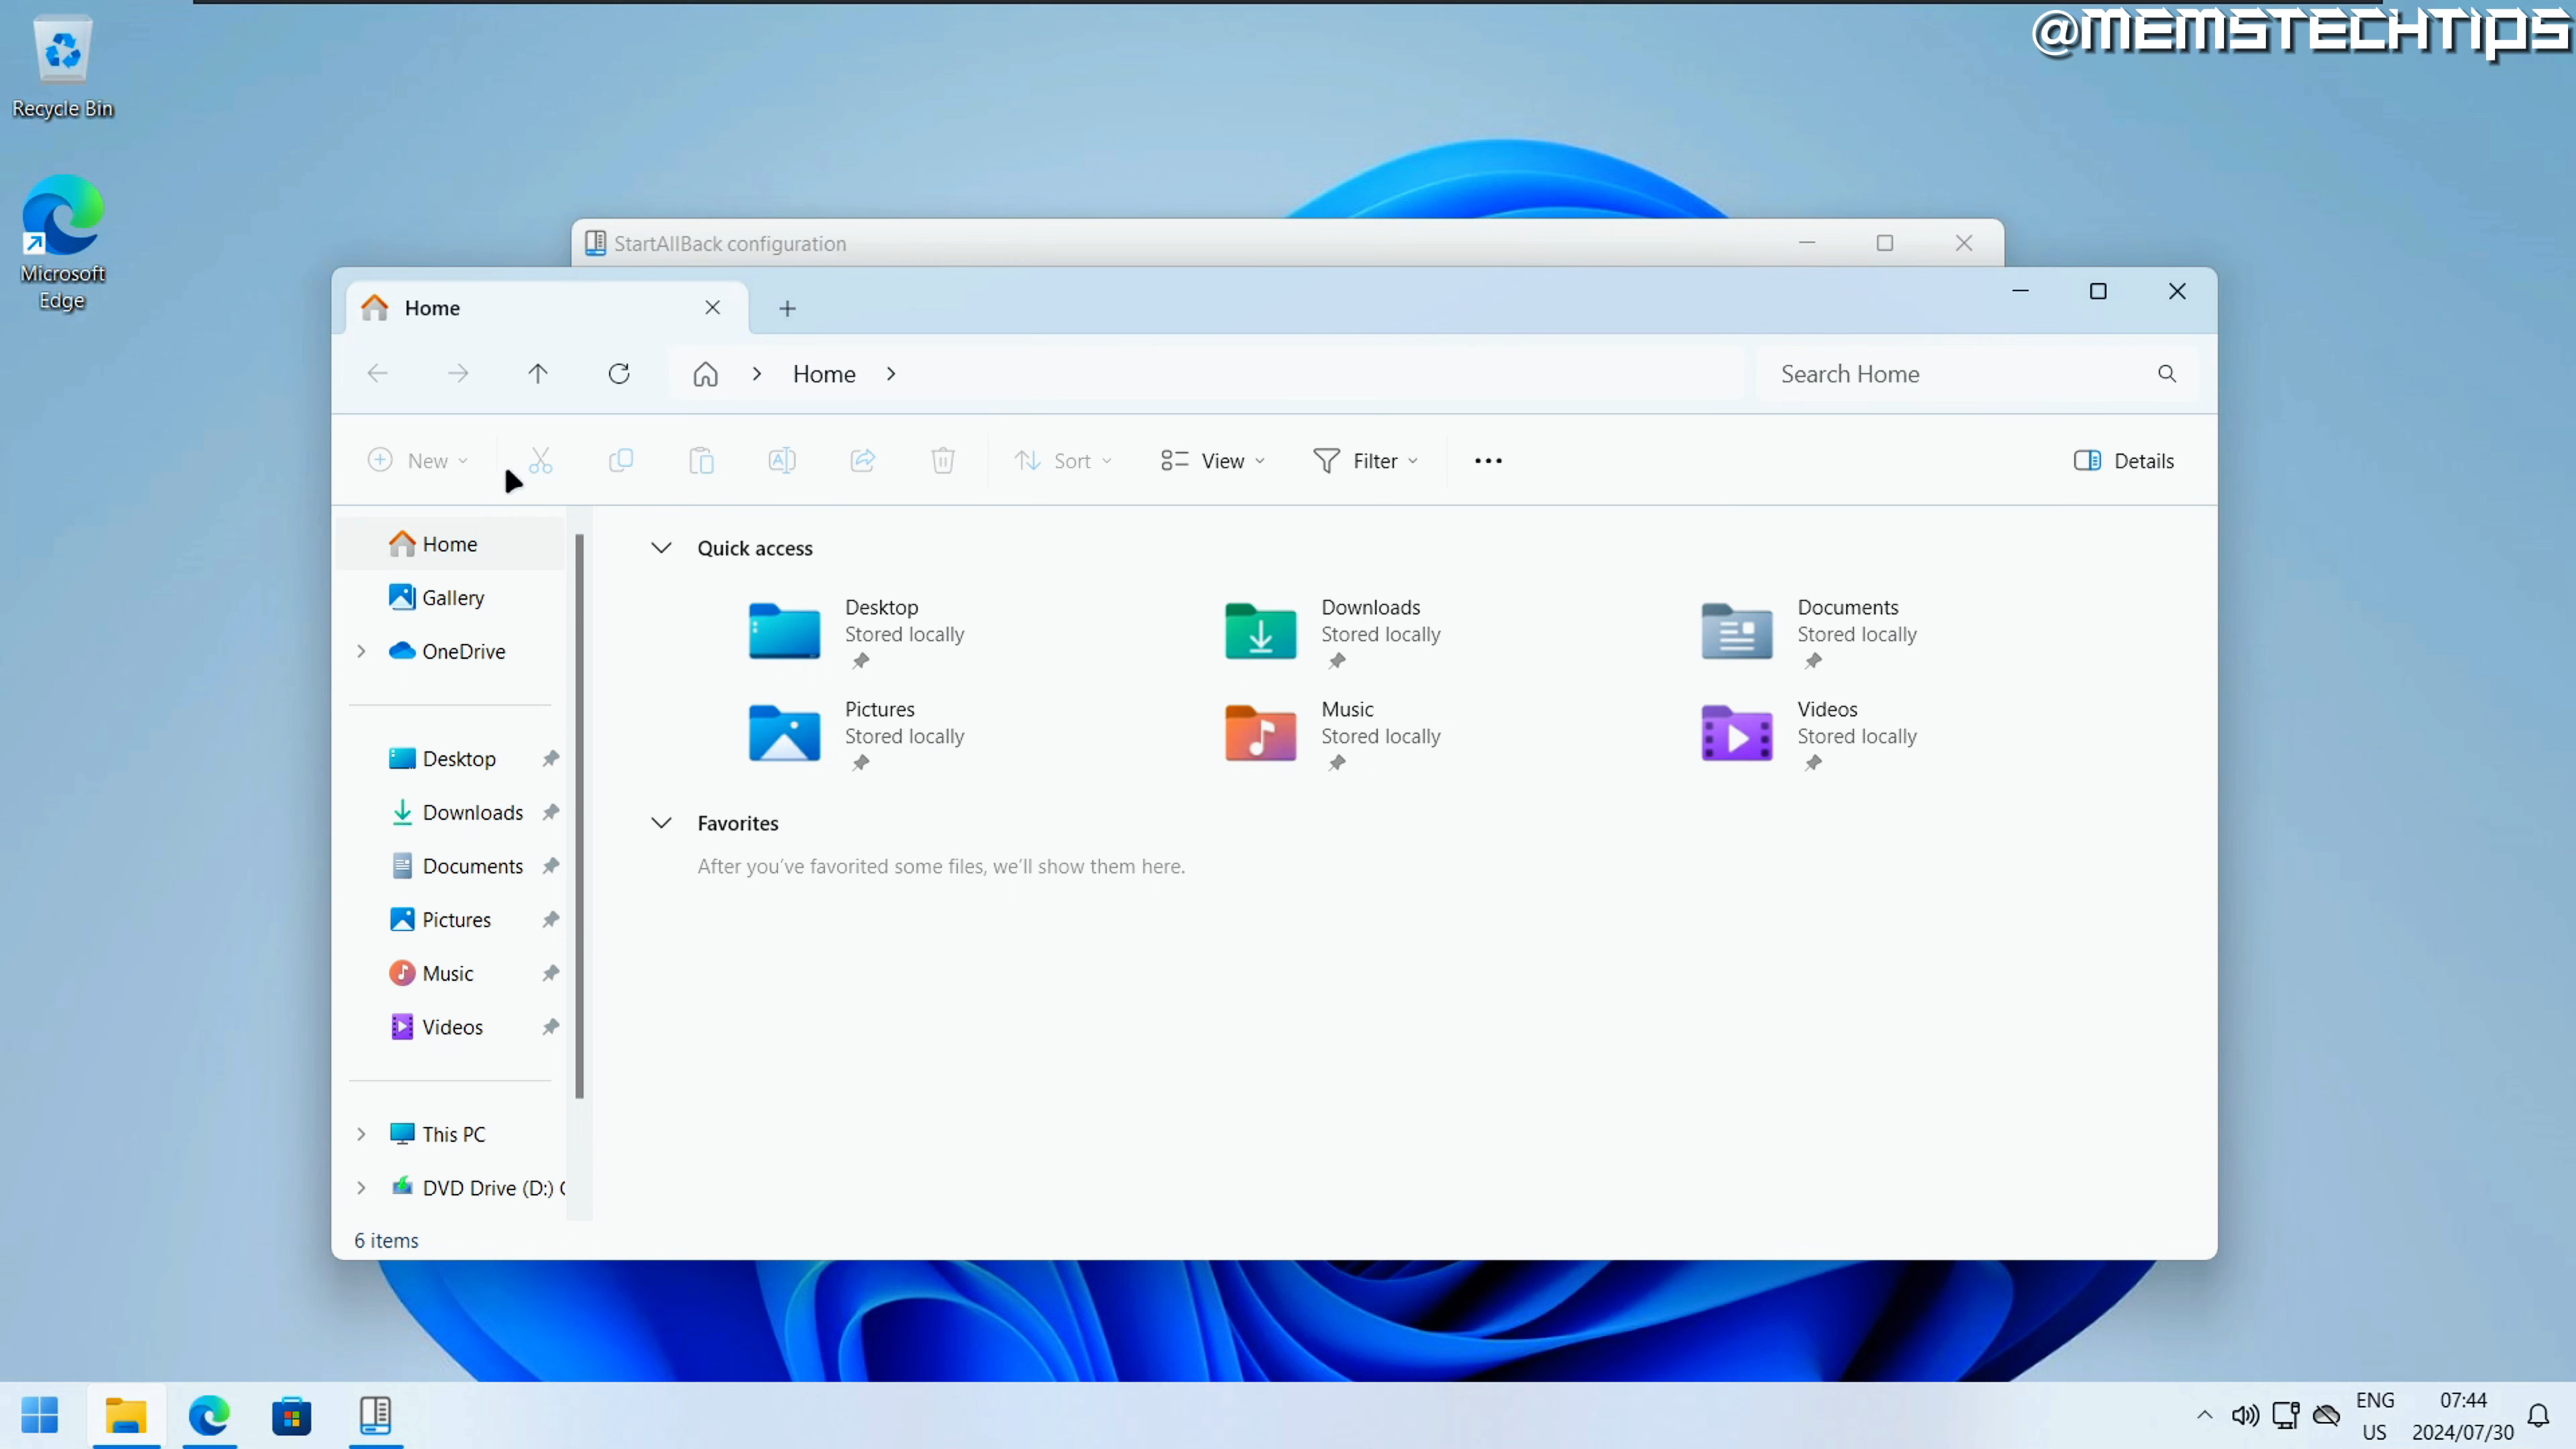 @MEMSTECHTIPS
Recycle Bin
Microsoft
Edge
StartAllBack configuration
Home
Home
Search Home
New
Sort
View
Filter
Details
Home
Gallery
OneDrive
Desktop
Downloads
Documents
Pictures
Music
Videos
This PC
DVD Drive (D:)
Quick access
Desktop
Stored locally
Downloads
Stored locally
Documents
Stored locally
Pictures
Stored locally
Music
Stored locally
Videos
Stored locally
Favorites
After you've favorited some files, we'll show them here.
6 items
ENG
US
07:44
2024/07/30